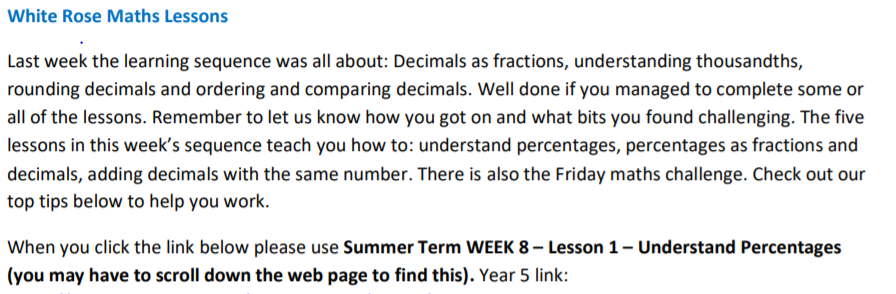 White Rose Maths Lessons
Last week the learning sequence was all about: Decimals as fractions, understanding thousandths,
rounding decimals and ordering and comparing decimals. Well done if you managed to complete some or
all of the lessons. Remember to let us know how you got on and what bits you found challenging. The five
lessons in this week’s sequence teach you how to: understand percentages, percentages as fractions and
decimals, adding decimals with the same number. There is also the Friday maths challenge. Check out our
top tips below to help you work.
When you click the link below please use Summer Term WEEK 8 – Lesson 1 – Understand Percentages
(you may have to scroll down the web page to find this). Year 5 link: